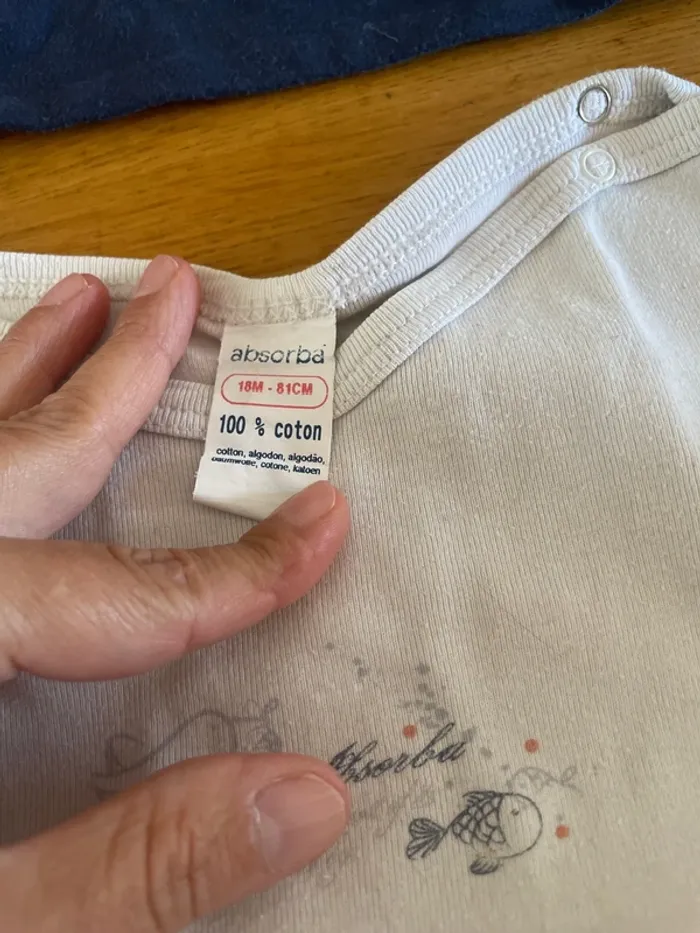 absorba
18M - 81CM
100 % coton
cotton, algodon, algodão,
baumwolle, cotone, katoen
Absorba